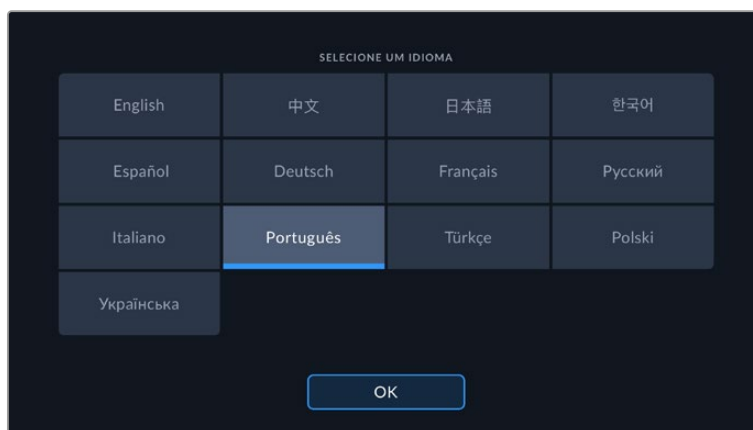 SELECIONE UM IDIOMA
English 中文 日本語 한국어
Español Deutsch Français Русский
Italiano Português Türkçe Polski
Українська
OK